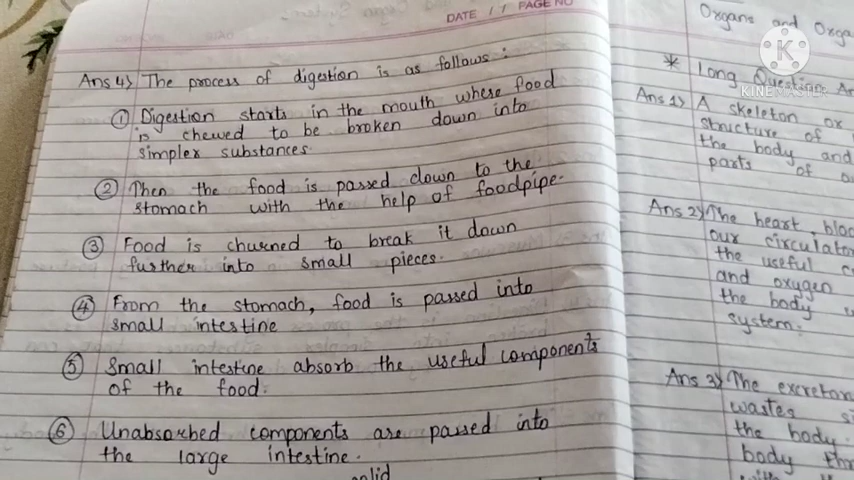 DATE / / PAGE NO
Ans 4) The process of digestion is as follows:
① Digestion starts in the mouth where food
is chewed to be broken down into
simpler substances.
② Then the food is passed down to the
stomach with the help of foodpipe.
③ Food is churned to break it down
further into small pieces.
④ From the stomach, food is passed into
small intestine
⑤ Small intestine absorb the useful components
of the food.
⑥ Unabsorbed components are passed into
the large intestine.
solid
Organs and
* Long Question
Ans 1) A skeleton or
structure of
the body and
parts of
Ans 2) The heart,
our
the useful
and oxygen
the body
system.
Ans 3) The
wastes
the body.
body
KINEMASTER